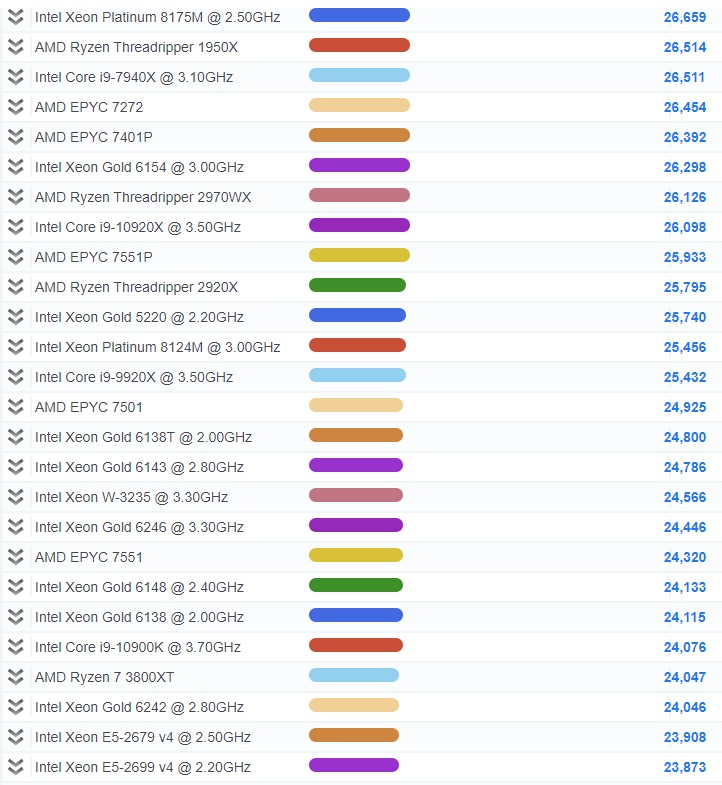 Intel Xeon Platinum 8175M @ 2.50GHz 26,659
AMD Ryzen Threadripper 1950X 26,514
Intel Core i9-7940X @ 3.10GHz 26,511
AMD EPYC 7272 26,454
AMD EPYC 7401P 26,392
Intel Xeon Gold 6154 @ 3.00GHz 26,298
AMD Ryzen Threadripper 2970WX 26,126
Intel Core i9-10920X @ 3.50GHz 26,098
AMD EPYC 7551P 25,933
AMD Ryzen Threadripper 2920X 25,795
Intel Xeon Gold 5220 @ 2.20GHz 25,740
Intel Xeon Platinum 8124M @ 3.00GHz 25,456
Intel Core i9-9920X @ 3.50GHz 25,432
AMD EPYC 7501 24,925
Intel Xeon Gold 6138T @ 2.00GHz 24,800
Intel Xeon Gold 6143 @ 2.80GHz 24,786
Intel Xeon W-3235 @ 3.30GHz 24,566
Intel Xeon Gold 6246 @ 3.30GHz 24,446
AMD EPYC 7551 24,320
Intel Xeon Gold 6148 @ 2.40GHz 24,133
Intel Xeon Gold 6138 @ 2.00GHz 24,115
Intel Core i9-10900K @ 3.70GHz 24,076
AMD Ryzen 7 3800XT 24,047
Intel Xeon Gold 6242 @ 2.80GHz 24,046
Intel Xeon E5-2679 v4 @ 2.50GHz 23,908
Intel Xeon E5-2699 v4 @ 2.20GHz 23,873